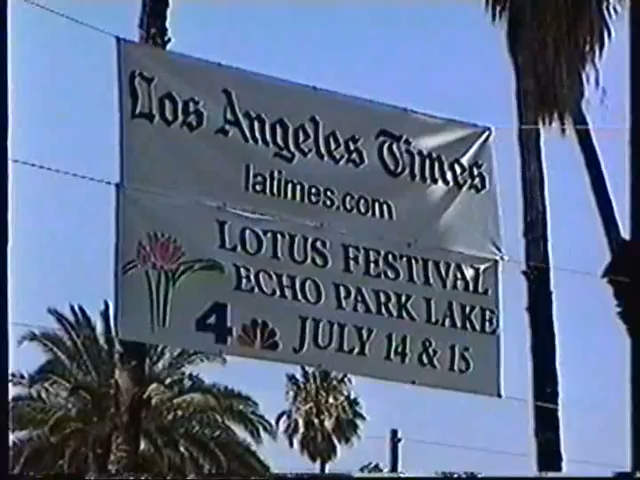 Los Angeles Times
latimes.com
LOTUS FESTIVAL
ECHO PARK LAKE
4 JULY 14 & 15